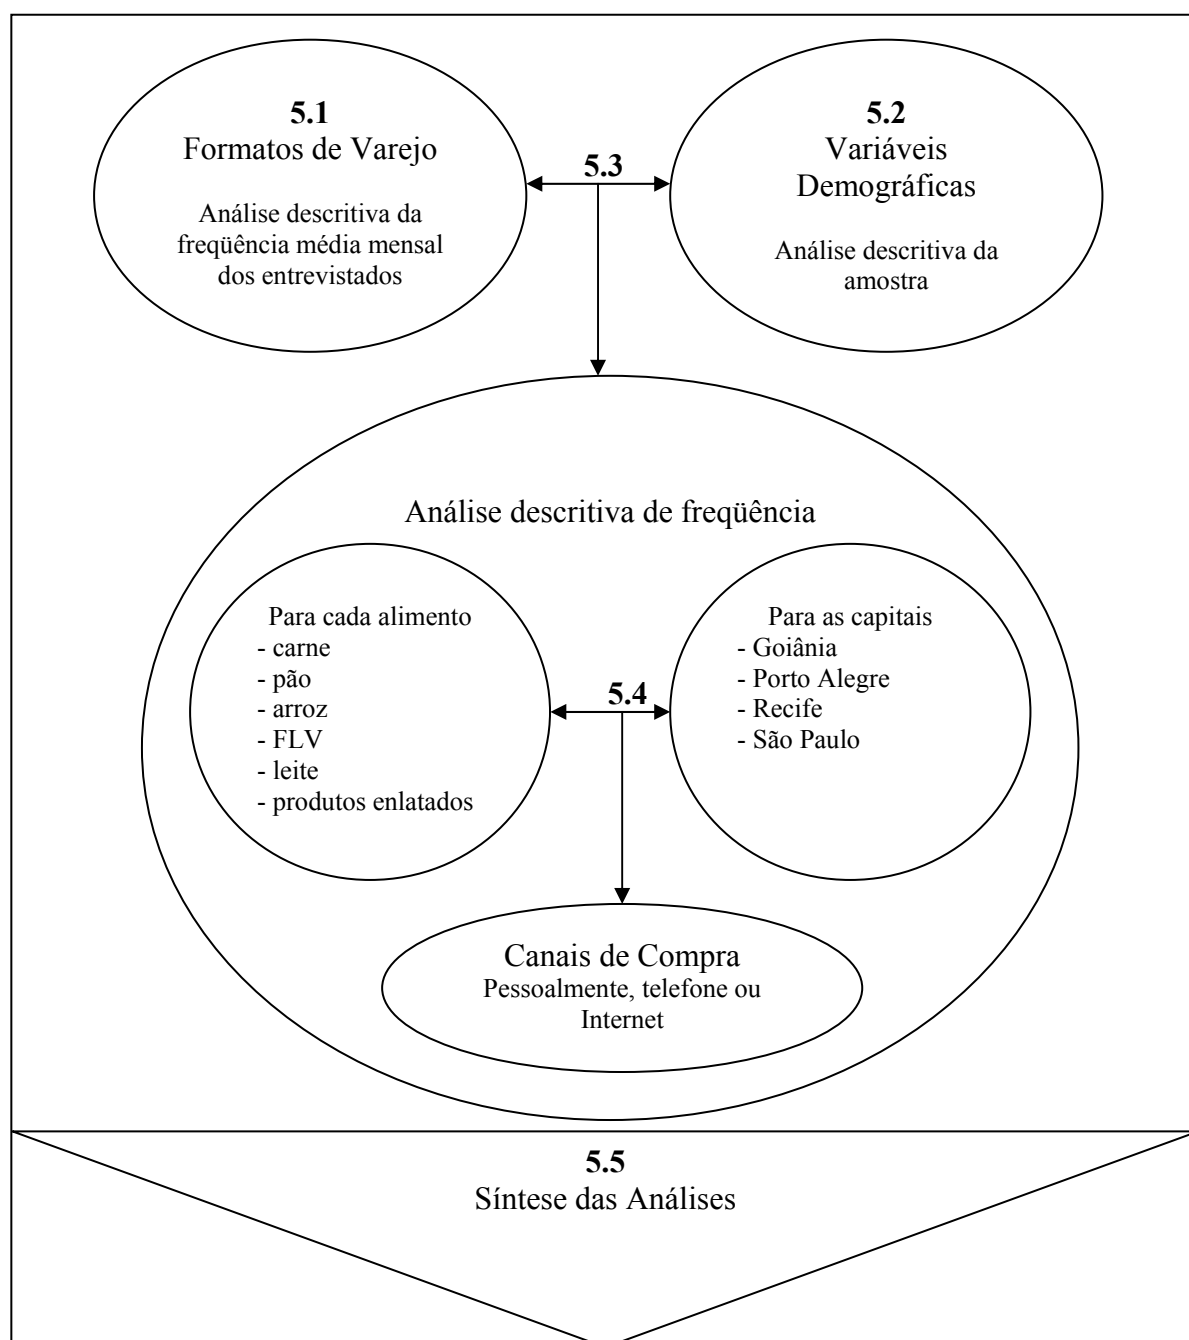 5.1
Formatos de Varejo
Análise descritiva da
freqüência média mensal
dos entrevistados
5.3
5.2
Variáveis
Demográficas
Análise descritiva da
amostra
Análise descritiva de freqüência
Para cada alimento
- carne
- pão
- arroz
- FLV
- leite
- produtos enlatados
5.4
Para as capitais
- Goiânia
- Porto Alegre
- Recife
- São Paulo
Canais de Compra
Pessoalmente, telefone ou
Internet
5.5
Síntese das Análises